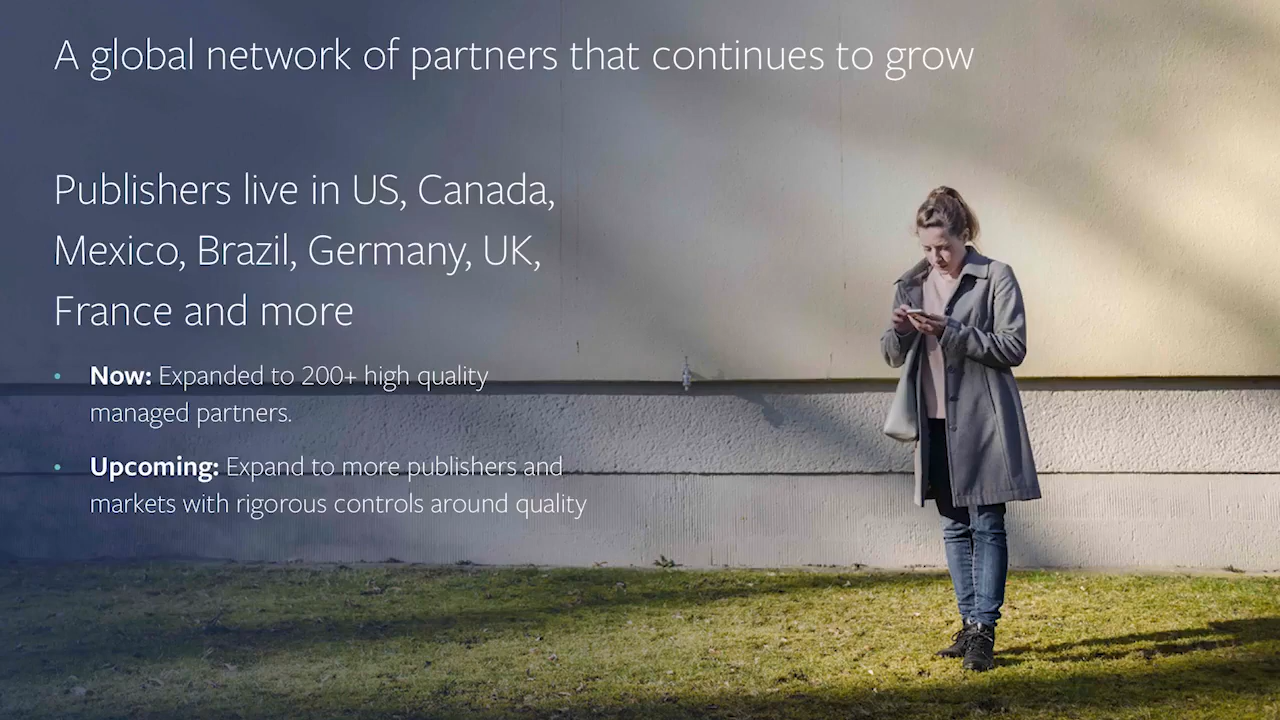 A global network of partners that continues to grow
Publishers live in US, Canada,
Mexico, Brazil, Germany, UK,
France and more
• Now: Expanded to 200+ high quality
managed partners.
• Upcoming: Expand to more publishers and
markets with rigorous controls around quality